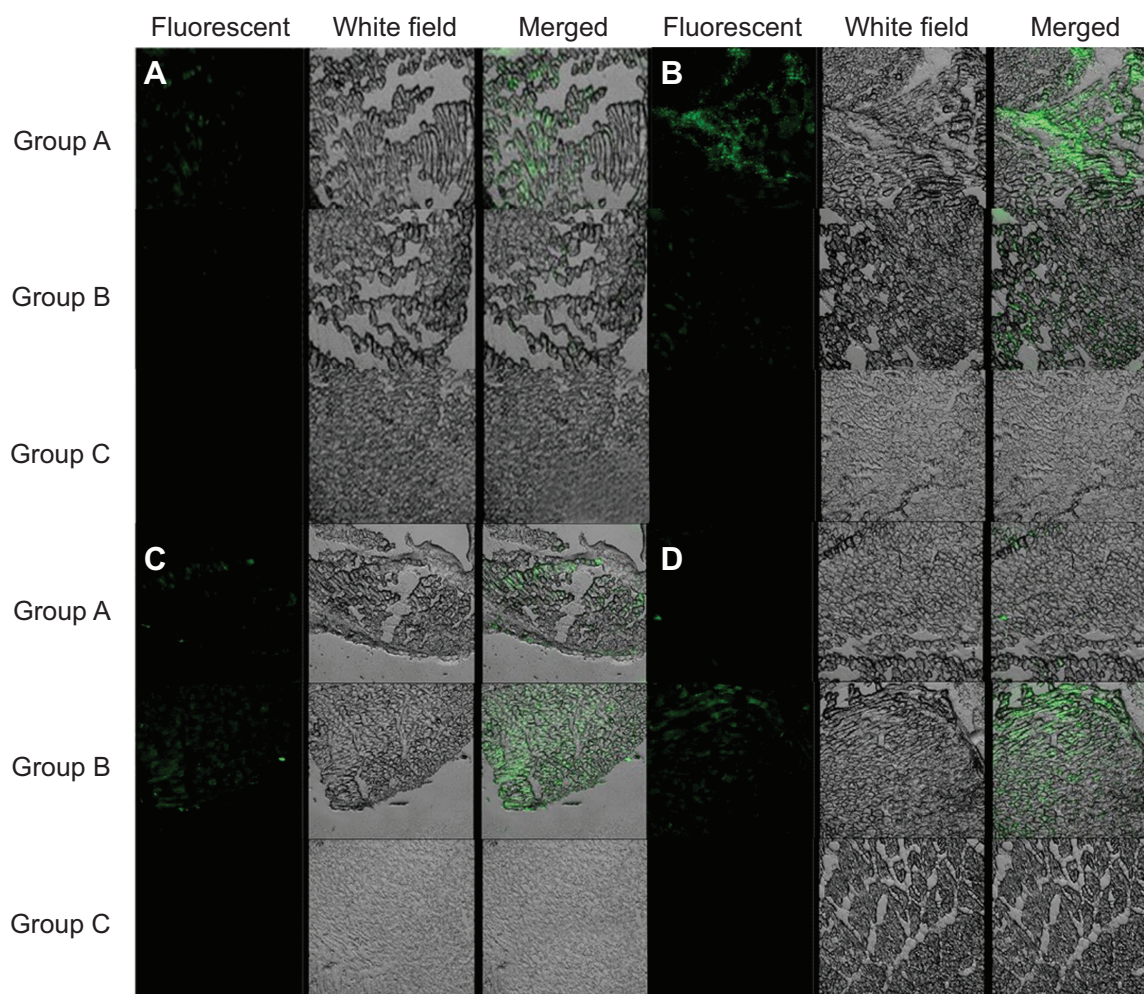 Fluorescent White field Merged Fluorescent White field Merged
A B
Group A
Group B
Group C
C D
Group A
Group B
Group C